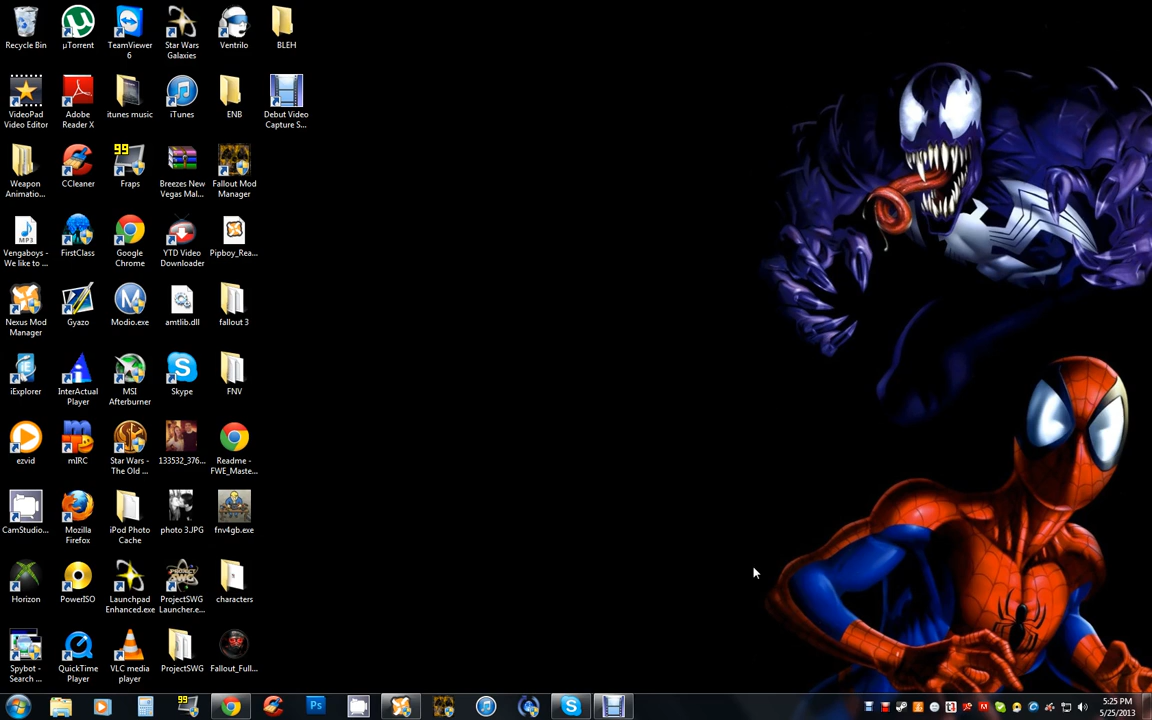 Recycle Bin
µTorrent
TeamViewer
6
Star Wars
Galaxies
Ventrilo
BLEH
VideoPad
Video Editor
Adobe
Reader X
itunes music
iTunes
ENB
Debut Video
Capture S...
Weapon
Animatio...
CCleaner
99
Fraps
Breezes New
Vegas Mal...
Fallout Mod
Manager
MP3
Vengaboys -
We like to ...
FirstClass
Google
Chrome
YTD Video
Downloader
Pipboy_Rea...
Nexus Mod
Manager
Gyazo
Modio.exe
amtlib.dll
fallout 3
iExplorer
InterActual
Player
MSI
Afterburner
Skype
FNV
ezvid
mIRC
Star Wars -
The Old ...
133532_376...
Readme -
FWE_Maste...
CamStudio...
Mozilla
Firefox
iPod Photo
Cache
photo 3.JPG
fnv4gb.exe
Horizon
PowerISO
Launchpad
Enhanced.exe
ProjectSWG
Launcher.e...
characters
Spybot -
Search ...
QuickTime
Player
VLC media
player
ProjectSWG
Fallout_Full...
99
Ps
5:25 PM
5/25/2013